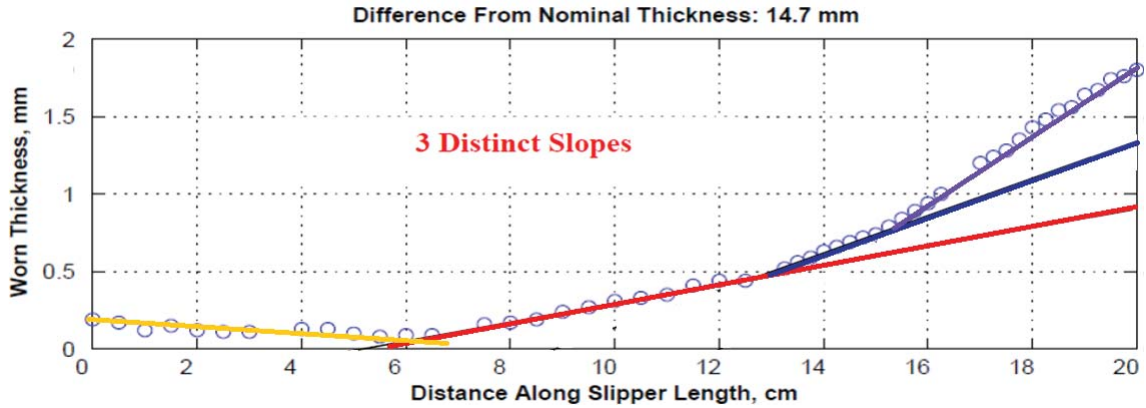 Difference From Nominal Thickness: 14.7 mm
2
1.5
1
0.5
0
Worn Thickness, mm
3 Distinct Slopes
0 2 4 6 8 10 12 14 16 18 20
Distance Along Slipper Length, cm